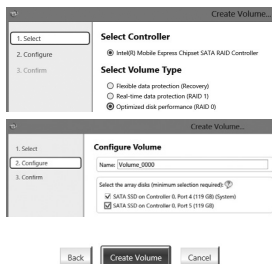 Create Volume...
1. Select
2. Configure
3. Confirm
Select Controller
Intel(R) Mobile Express Chipset SATA RAID Controller
Select Volume Type
Flexible data protection (Recovery)
Real-time data protection (RAID 1)
Optimized disk performance (RAID 0)
Create Volume...
1. Select
2. Configure
3. Confirm
Configure Volume
Name: Volume_0000
Select the array disks (minimum selection required):
SATA SSD on Controller 0, Port 4 (119 GB) (System)
SATA SSD on Controller 0, Port 5 (119 GB)
Back
Create Volume
Cancel